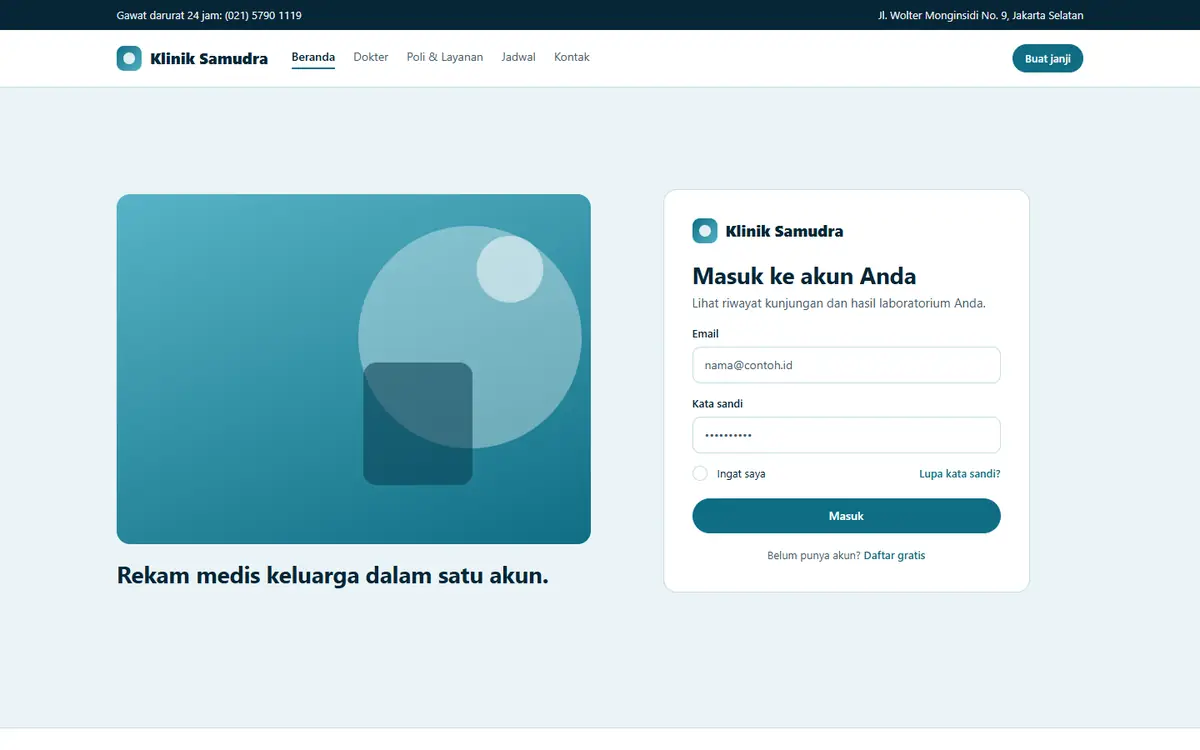 Gawat darurat 24 jam: (021) 5790 1119
Jl. Wolter Monginsidi No. 9, Jakarta Selatan
Klinik Samudra
Beranda
Dokter
Poli & Layanan
Jadwal
Kontak
Buat janji
Rekam medis keluarga dalam satu akun.
Klinik Samudra
Masuk ke akun Anda
Lihat riwayat kunjungan dan hasil laboratorium Anda.
Email
nama@contoh.id
Kata sandi
••••••••••
Ingat saya
Lupa kata sandi?
Masuk
Belum punya akun? Daftar gratis